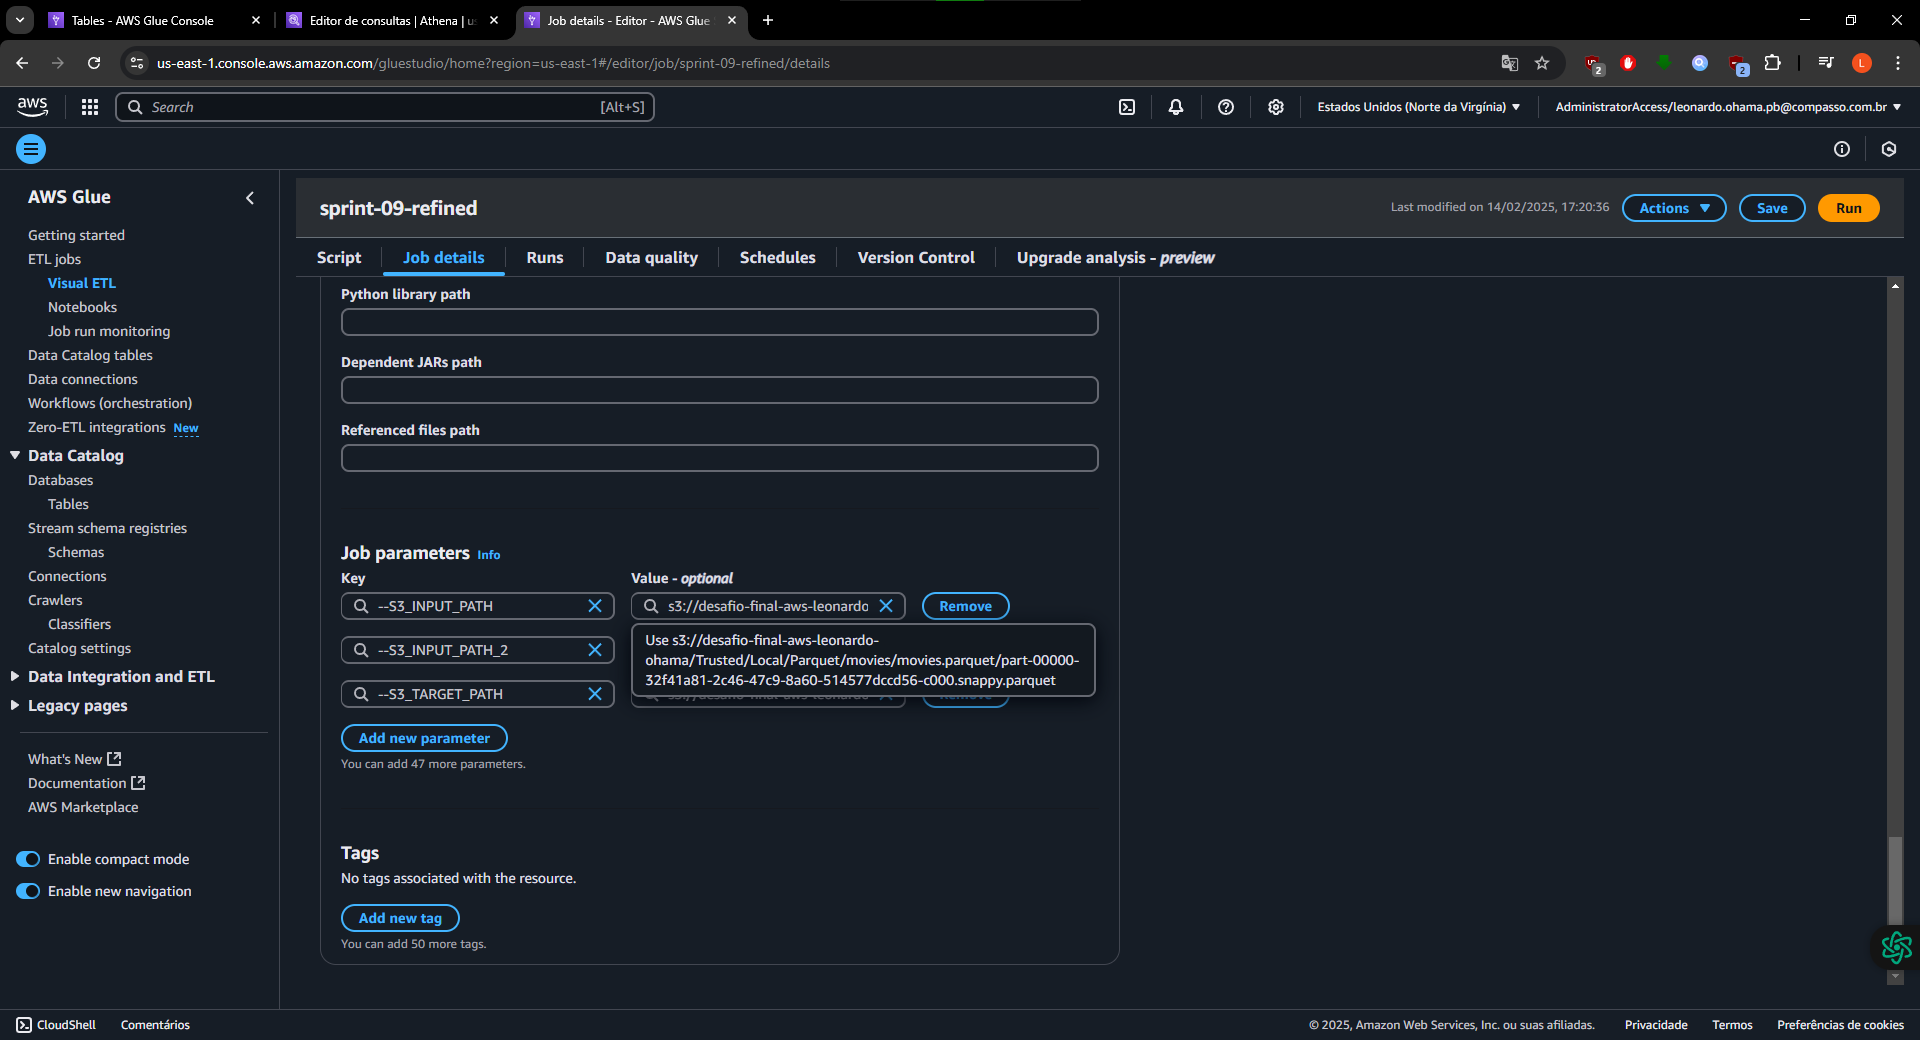 Tables - AWS Glue Console
Editor de consultas | Athena | us
Job details - Editor - AWS Glue
us-east-1.console.aws.amazon.com/gluestudio/home?region=us-east-1#/editor/job/sprint-09-refined/details
2
2
L
aws
Search
[Alt+S]
Estados Unidos (Norte da Virgínia)
AdministratorAccess/leonardo.ohama.pb@compasso.com.br
AWS Glue
Getting started
ETL jobs
Visual ETL
Notebooks
Job run monitoring
Data Catalog tables
Data connections
Workflows (orchestration)
Zero-ETL integrations New
Data Catalog
Databases
Tables
Stream schema registries
Schemas
Connections
Crawlers
Classifiers
Catalog settings
Data Integration and ETL
Legacy pages
What's New
Documentation
AWS Marketplace
Enable compact mode
Enable new navigation
sprint-09-refined
Last modified on 14/02/2025, 17:20:36
Actions
Save
Run
Script
Job details
Runs
Data quality
Schedules
Version Control
Upgrade analysis - preview
Python library path
Dependent JARs path
Referenced files path
Job parameters Info
Key
Value - optional
--S3_INPUT_PATH
s3://desafio-final-aws-leonardo
Remove
Use s3://desafio-final-aws-leonardo-
ohama/Trusted/Local/Parquet/movies/movies.parquet/part-00000-
32f41a81-2c46-47c9-8a60-514577dccd56-c000.snappy.parquet
--S3_INPUT_PATH_2
--S3_TARGET_PATH
s3://desafio-final-aws-leonardo
Remove
Add new parameter
You can add 47 more parameters.
Tags
No tags associated with the resource.
Add new tag
You can add 50 more tags.
CloudShell
Comentários
© 2025, Amazon Web Services, Inc. ou suas afiliadas.
Privacidade
Termos
Preferências de cookies